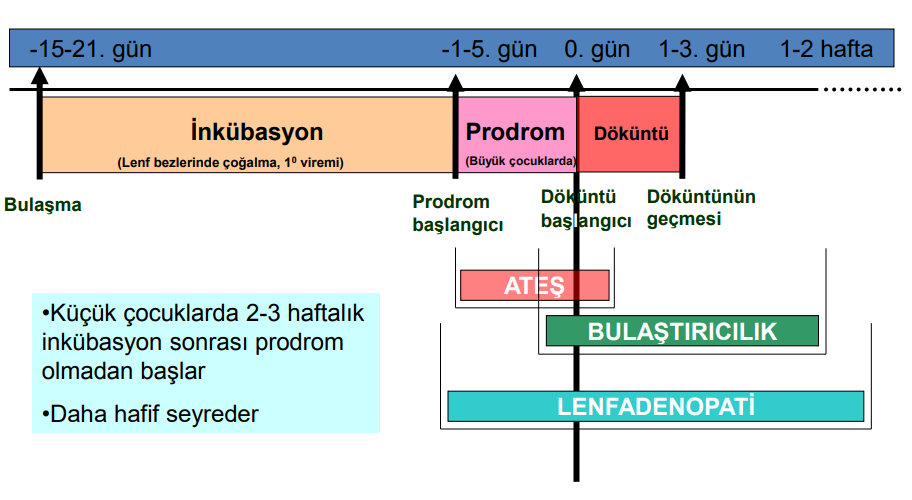 -15-21. gün -1-5. gün 0. gün 1-3. gün 1-2 hafta
İnkübasyon
(Lenf bezlerinde çoğalma, 1⁰ viremi)
Prodrom
(Büyük çocuklarda)
Döküntü
Bulaşma
Prodrom
başlangıcı
Döküntü
başlangıcı
Döküntünün
geçmesi
ATEŞ
BULAŞTIRICILIK
LENFADENOPATİ
•Küçük çocuklarda 2-3 haftalık
inkübasyon sonrası prodrom
olmadan başlar
•Daha hafif seyreder